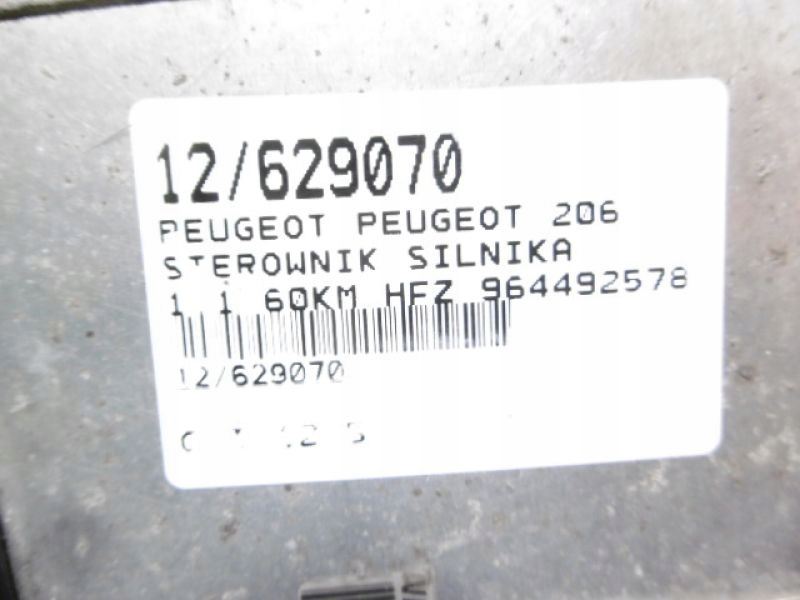 12/629070
PEUGEOT PEUGEOT 206
STEROWNIK SILNIKA
1 1 60KM HFZ 964492578
12/629070